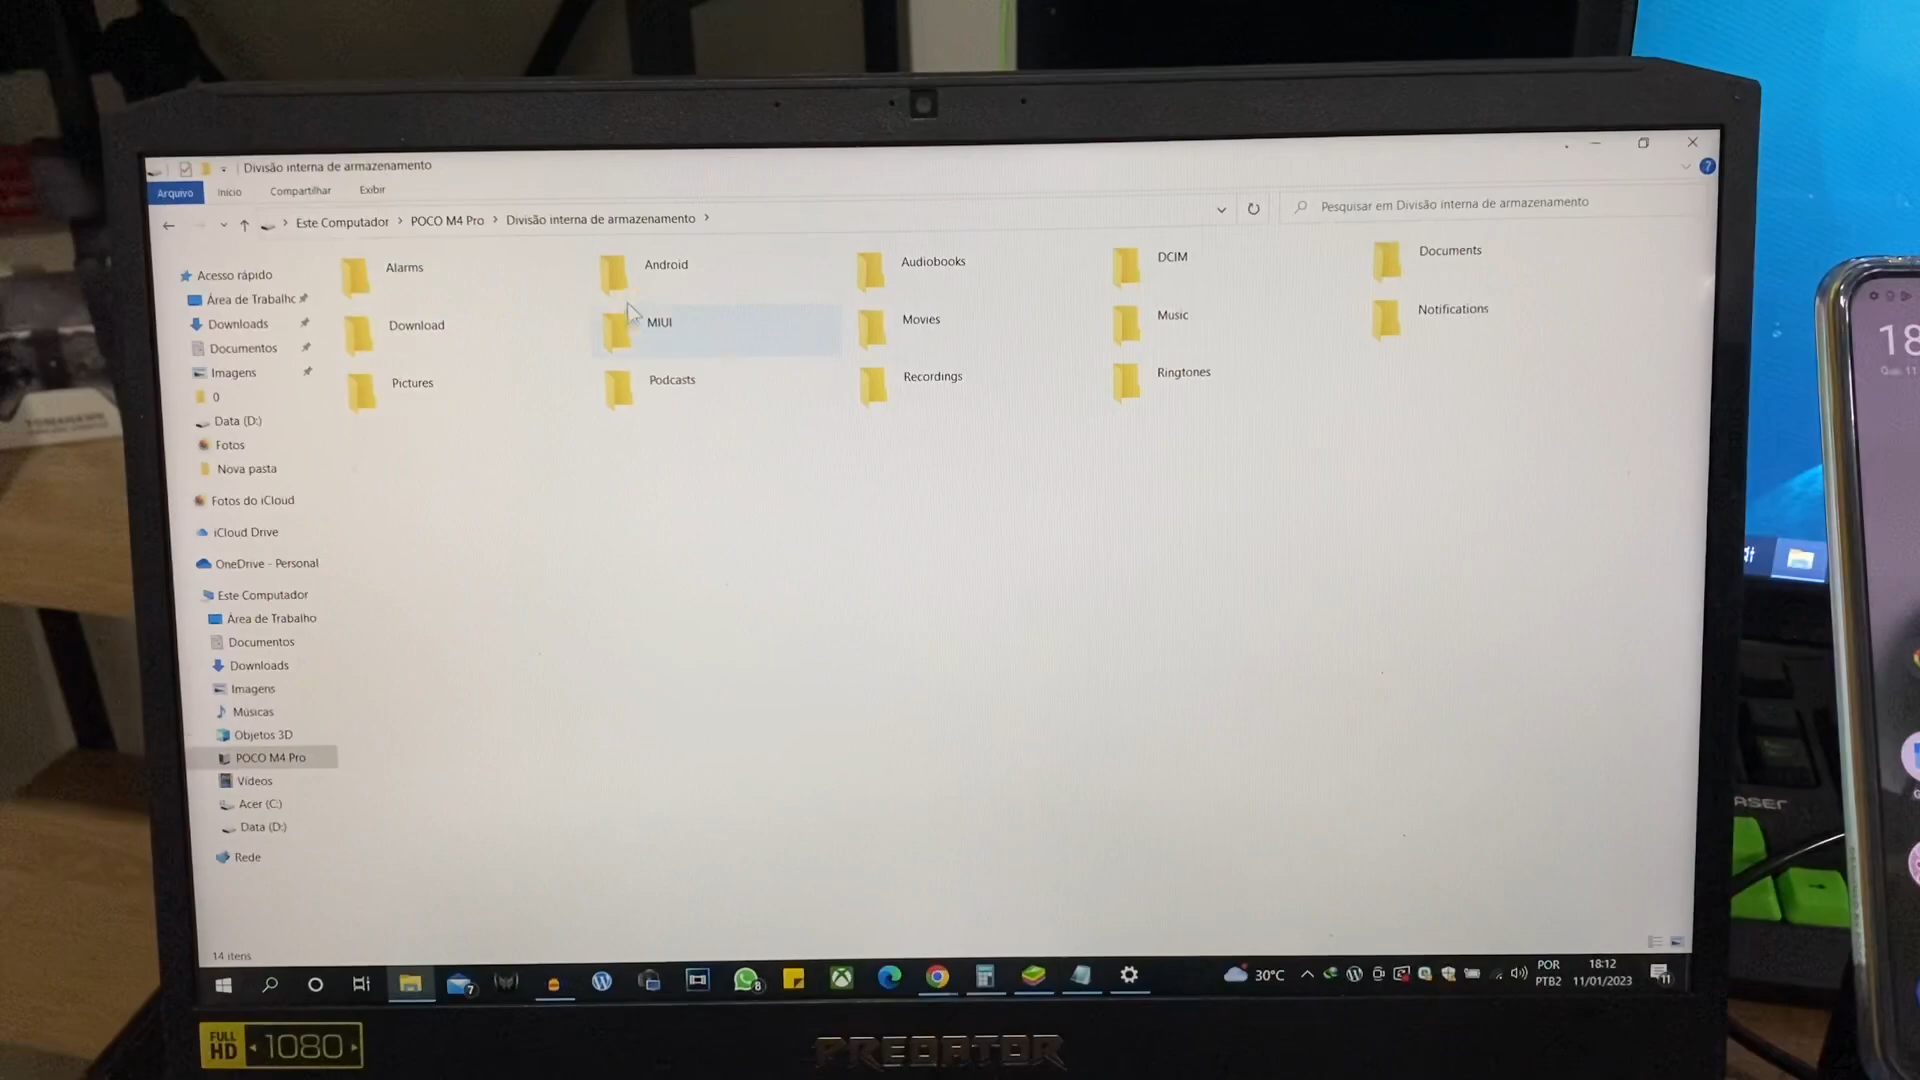 Divisão interna de armazenamento
Arquivo Início Compartilhar Exibir
Este Computador > POCO M4 Pro > Divisão interna de armazenamento >
Pesquisar em Divisão interna de armazenamento
Acesso rápido
Área de Trabalho
Downloads
Documentos
Imagens
0
Data (D:)
Fotos
Nova pasta
Fotos do iCloud
iCloud Drive
OneDrive - Personal
Este Computador
Área de Trabalho
Documentos
Downloads
Imagens
Músicas
Objetos 3D
POCO M4 Pro
Vídeos
Acer (C:)
Data (D:)
Rede
Alarms Android Audiobooks DCIM Documents
Download MIUI Movies Music Notifications
Pictures Podcasts Recordings Ringtones
14 itens
7
8
30°C
POR
PTB2
18:12
11/01/2023
11
FULL
HD
1080
PREDATOR
18